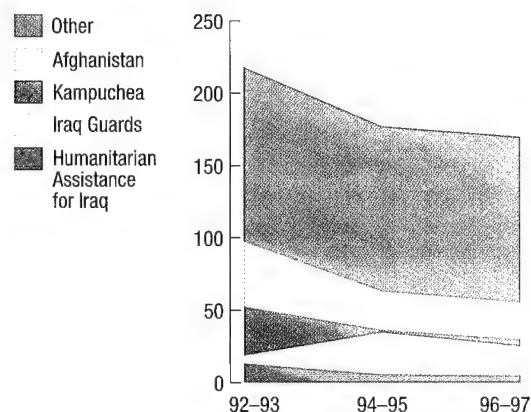 Other
Afghanistan
Kampuchea
Iraq Guards
Humanitarian
Assistance
for Iraq
250
200
150
100
50
0
92–93
94–95
96–97